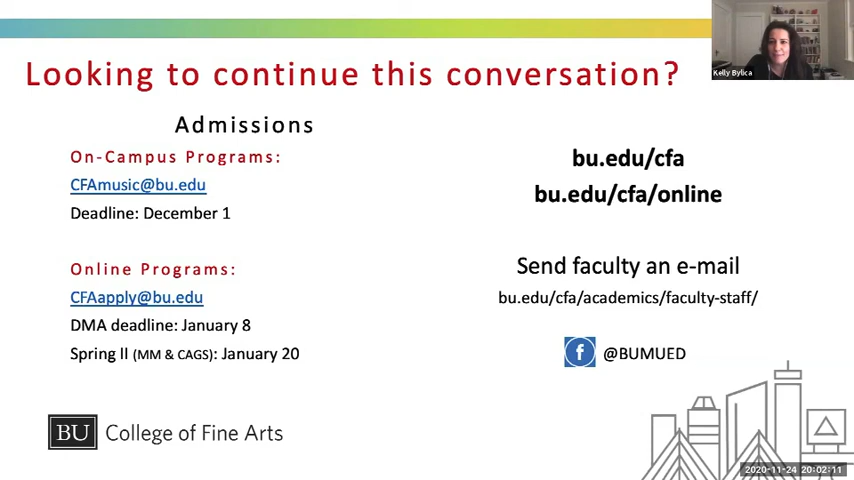 Looking to continue this conversation?
Kelly Bylica
Admissions
On-Campus Programs:
CFAmusic@bu.edu
Deadline: December 1
Online Programs:
CFAapply@bu.edu
DMA deadline: January 8
Spring II (MM & CAGS): January 20
bu.edu/cfa
bu.edu/cfa/online
Send faculty an e-mail
bu.edu/cfa/academics/faculty-staff/
f @BUMUED
BU College of Fine Arts
2020-11-24 20:02:11